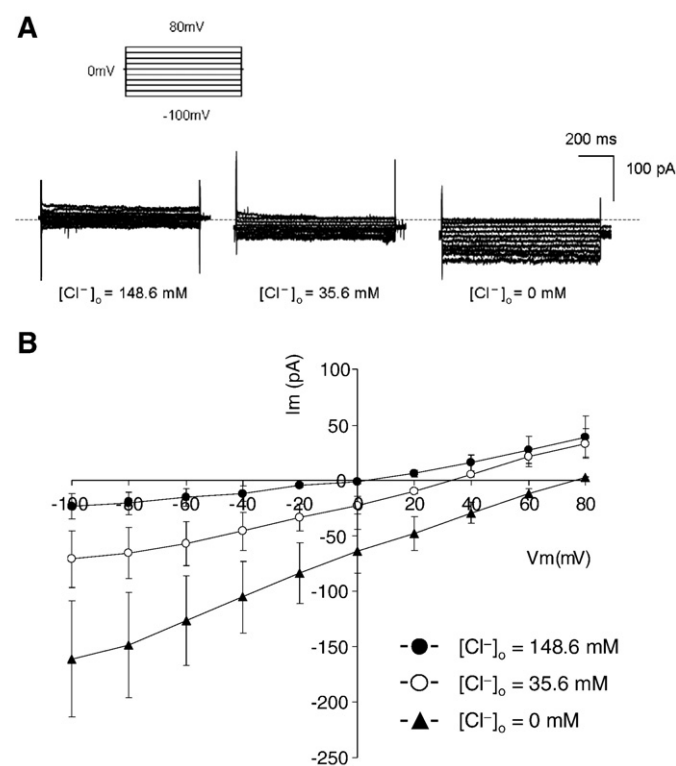 A
80mV
0mV
-100mV
200 ms
100 pA
[Cl⁻]ₒ = 148.6 mM
[Cl⁻]ₒ = 35.6 mM
[Cl⁻]ₒ = 0 mM
B
Im (pA)
100
50
0
-100 -80 -60 -40 -20 0 20 40 60 80
-50
Vm(mV)
-100
-150
-200
-250
[Cl⁻]ₒ = 148.6 mM
[Cl⁻]ₒ = 35.6 mM
[Cl⁻]ₒ = 0 mM